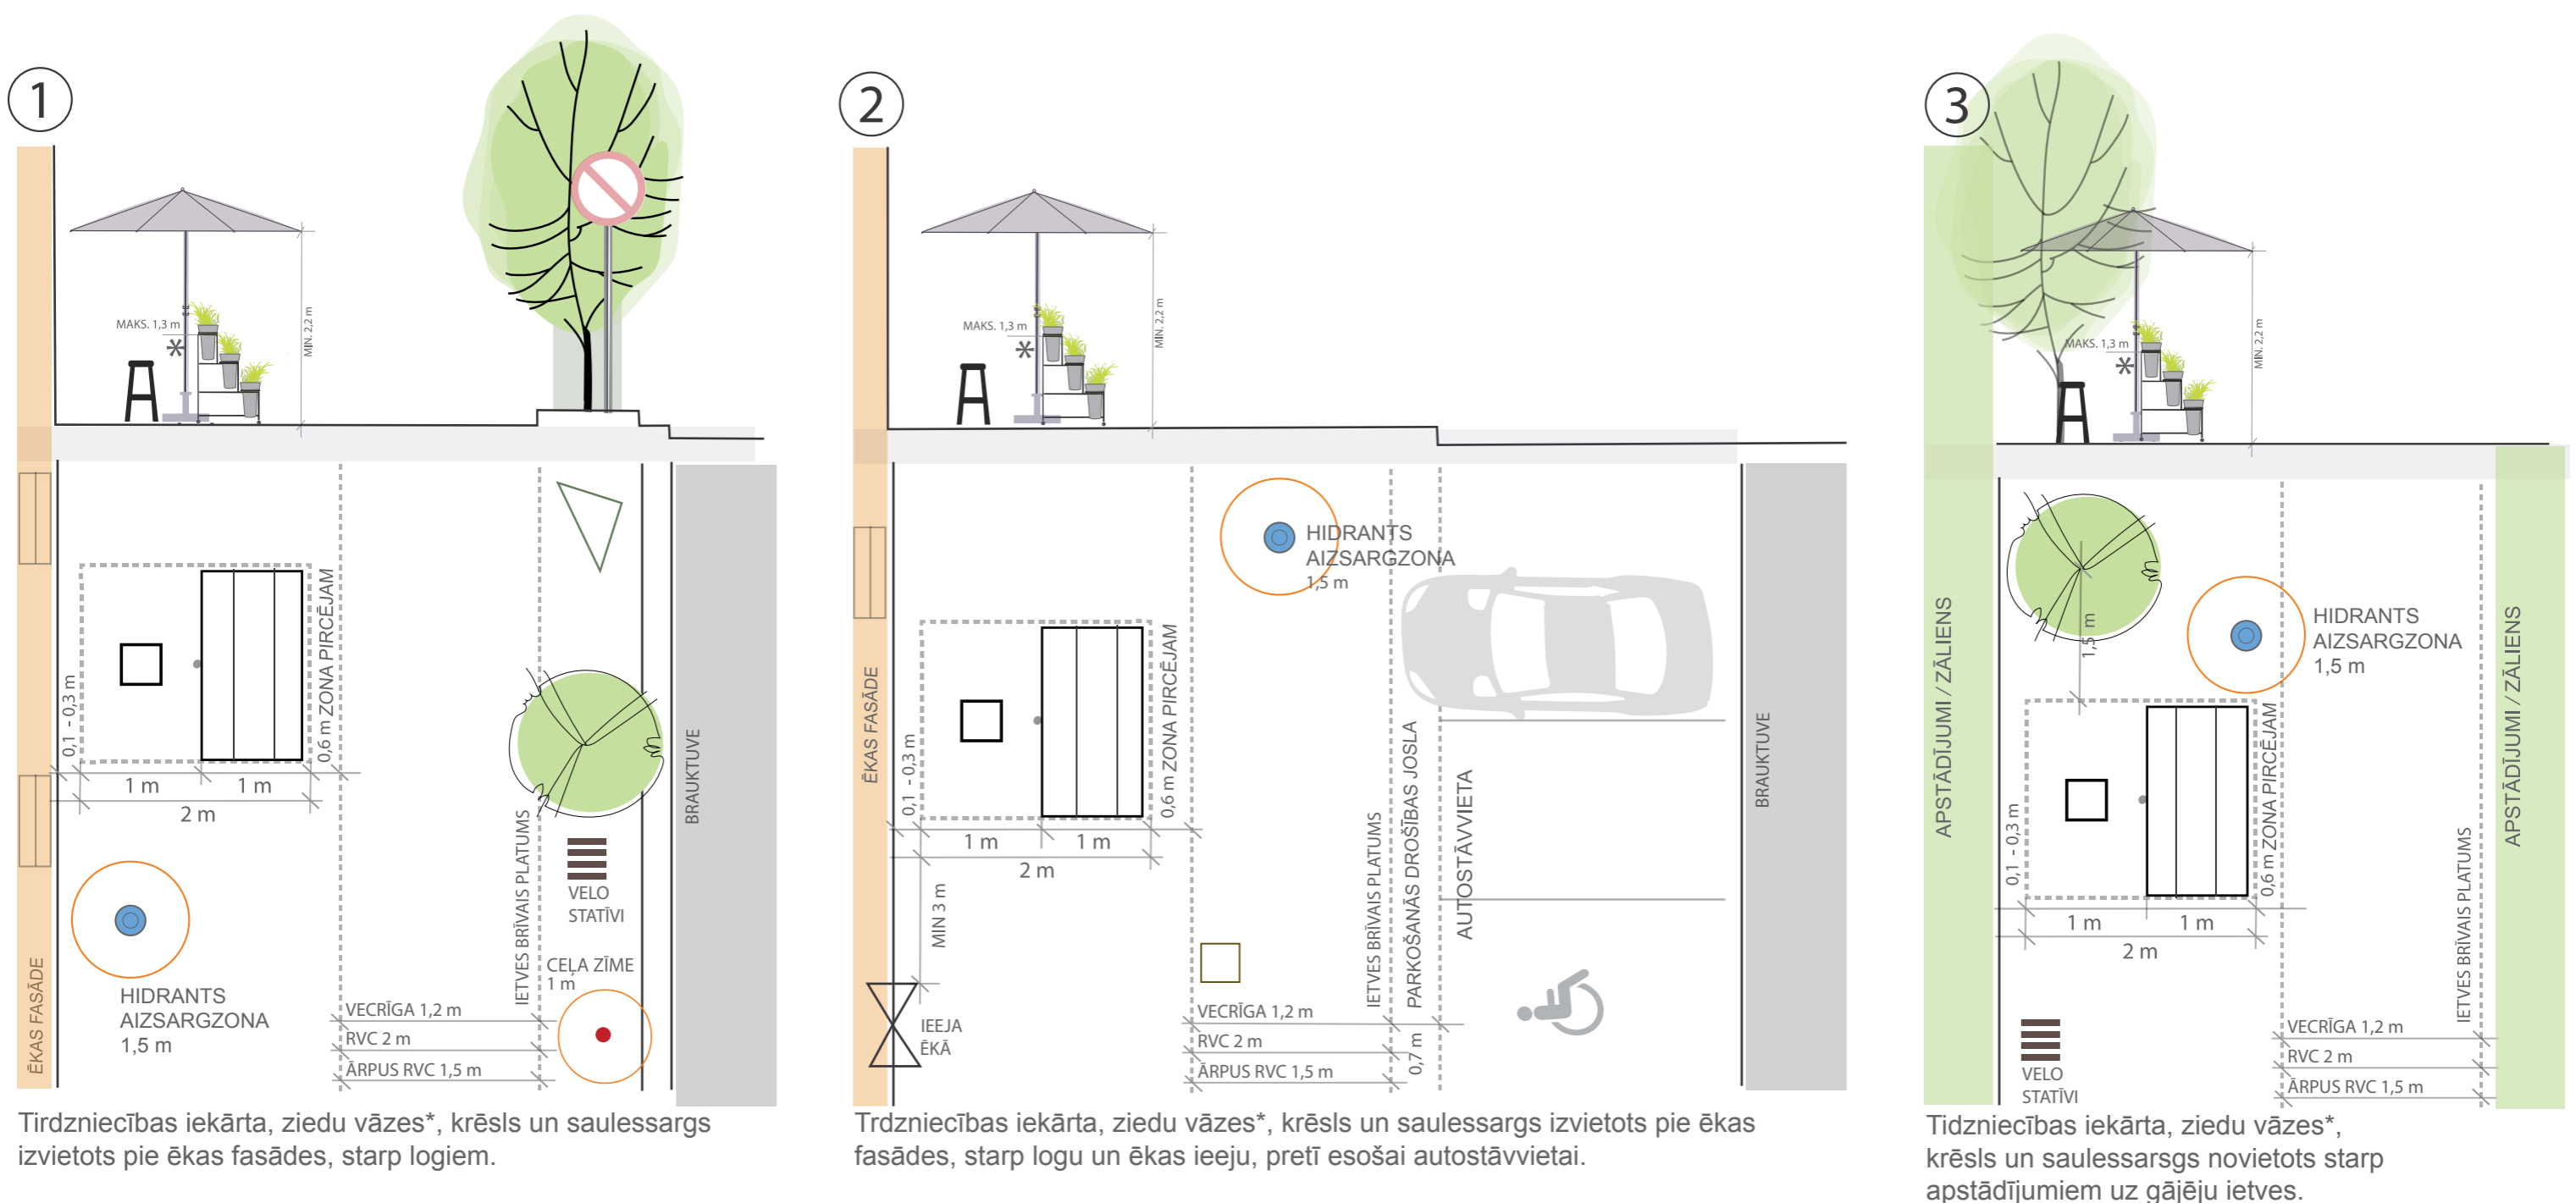 1
MAKS. 1,3 m
*
MIN. 2,2 m
0,1 - 0,3 m
0,6 m ZONA PIRCĒJAM
1 m
1 m
2 m
ĒKAS FASĀDE
HIDRANTS
AIZSARGZONA
1,5 m
IETVES BRĪVAIS PLATUMS
VELO
STATĪVI
CEĻA ZĪME
1 m
VECRĪGA 1,2 m
RVC 2 m
ĀRPUS RVC 1,5 m
BRAUKTUVE
Tirdzniecības iekārta, ziedu vāzes*, krēsls un saulessargs
izvietots pie ēkas fasādes, starp logiem.
2
MAKS. 1,3 m
*
MIN. 2,2 m
HIDRANTS
AIZSARGZONA
1,5 m
ĒKAS FASĀDE
0,1 - 0,3 m
0,6 m ZONA PIRCĒJAM
1 m
1 m
2 m
MIN 3 m
IEEJA
ĒKĀ
IETVES BRĪVAIS PLATUMS
PARKOŠANĀS DROŠĪBAS JOSLA
AUTOSTĀVVIETA
VECRĪGA 1,2 m
RVC 2 m
ĀRPUS RVC 1,5 m
0,7 m
BRAUKTUVE
Trdzniecības iekārta, ziedu vāzes*, krēsls un saulessargs izvietots pie ēkas
fasādes, starp logu un ēkas ieeju, pretī esošai autostāvvietai.
3
MAKS. 1,3 m
*
MIN. 2,2 m
APSTĀDĪJUMI / ZĀLIENS
1,5 m
HIDRANTS
AIZSARGZONA
1,5 m
0,1 - 0,3 m
0,6 m ZONA PIRCĒJAM
1 m
1 m
2 m
VELO
STATĪVI
IETVES BRĪVAIS PLATUMS
VECRĪGA 1,2 m
RVC 2 m
ĀRPUS RVC 1,5 m
APSTĀDĪJUMI / ZĀLIENS
Tidzniecības iekārta, ziedu vāzes*,
krēsls un saulessarsgs novietots starp
apstādījumiem uz gājēju ietves.